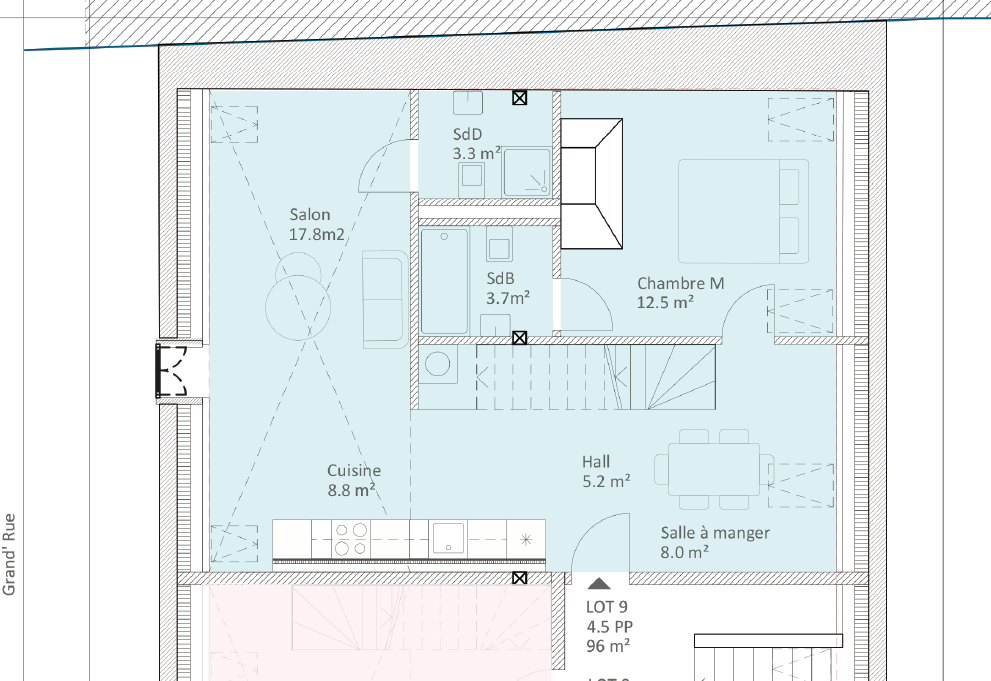 SdD
3.3 m²
Salon
17.8m2
SdB
3.7m²
Chambre M
12.5 m²
Cuisine
8.8 m²
Hall
5.2 m²
Salle à manger
8.0 m²
Grand' Rue
LOT 9
4.5 PP
96 m²